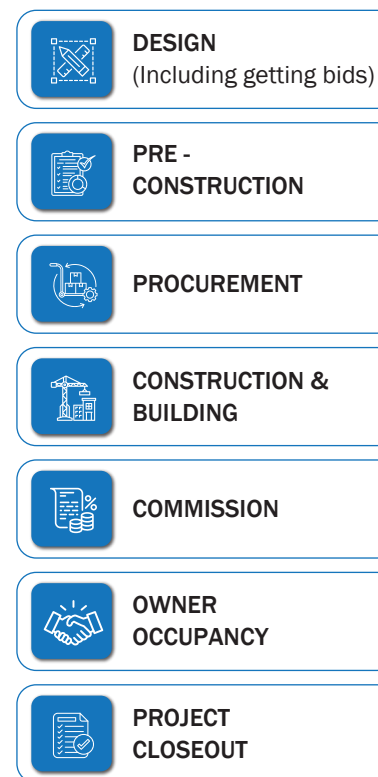 DESIGN
(Including getting bids)
PRE -
CONSTRUCTION
PROCUREMENT
CONSTRUCTION &
BUILDING
COMMISSION
%
OWNER
OCCUPANCY
PROJECT
CLOSEOUT